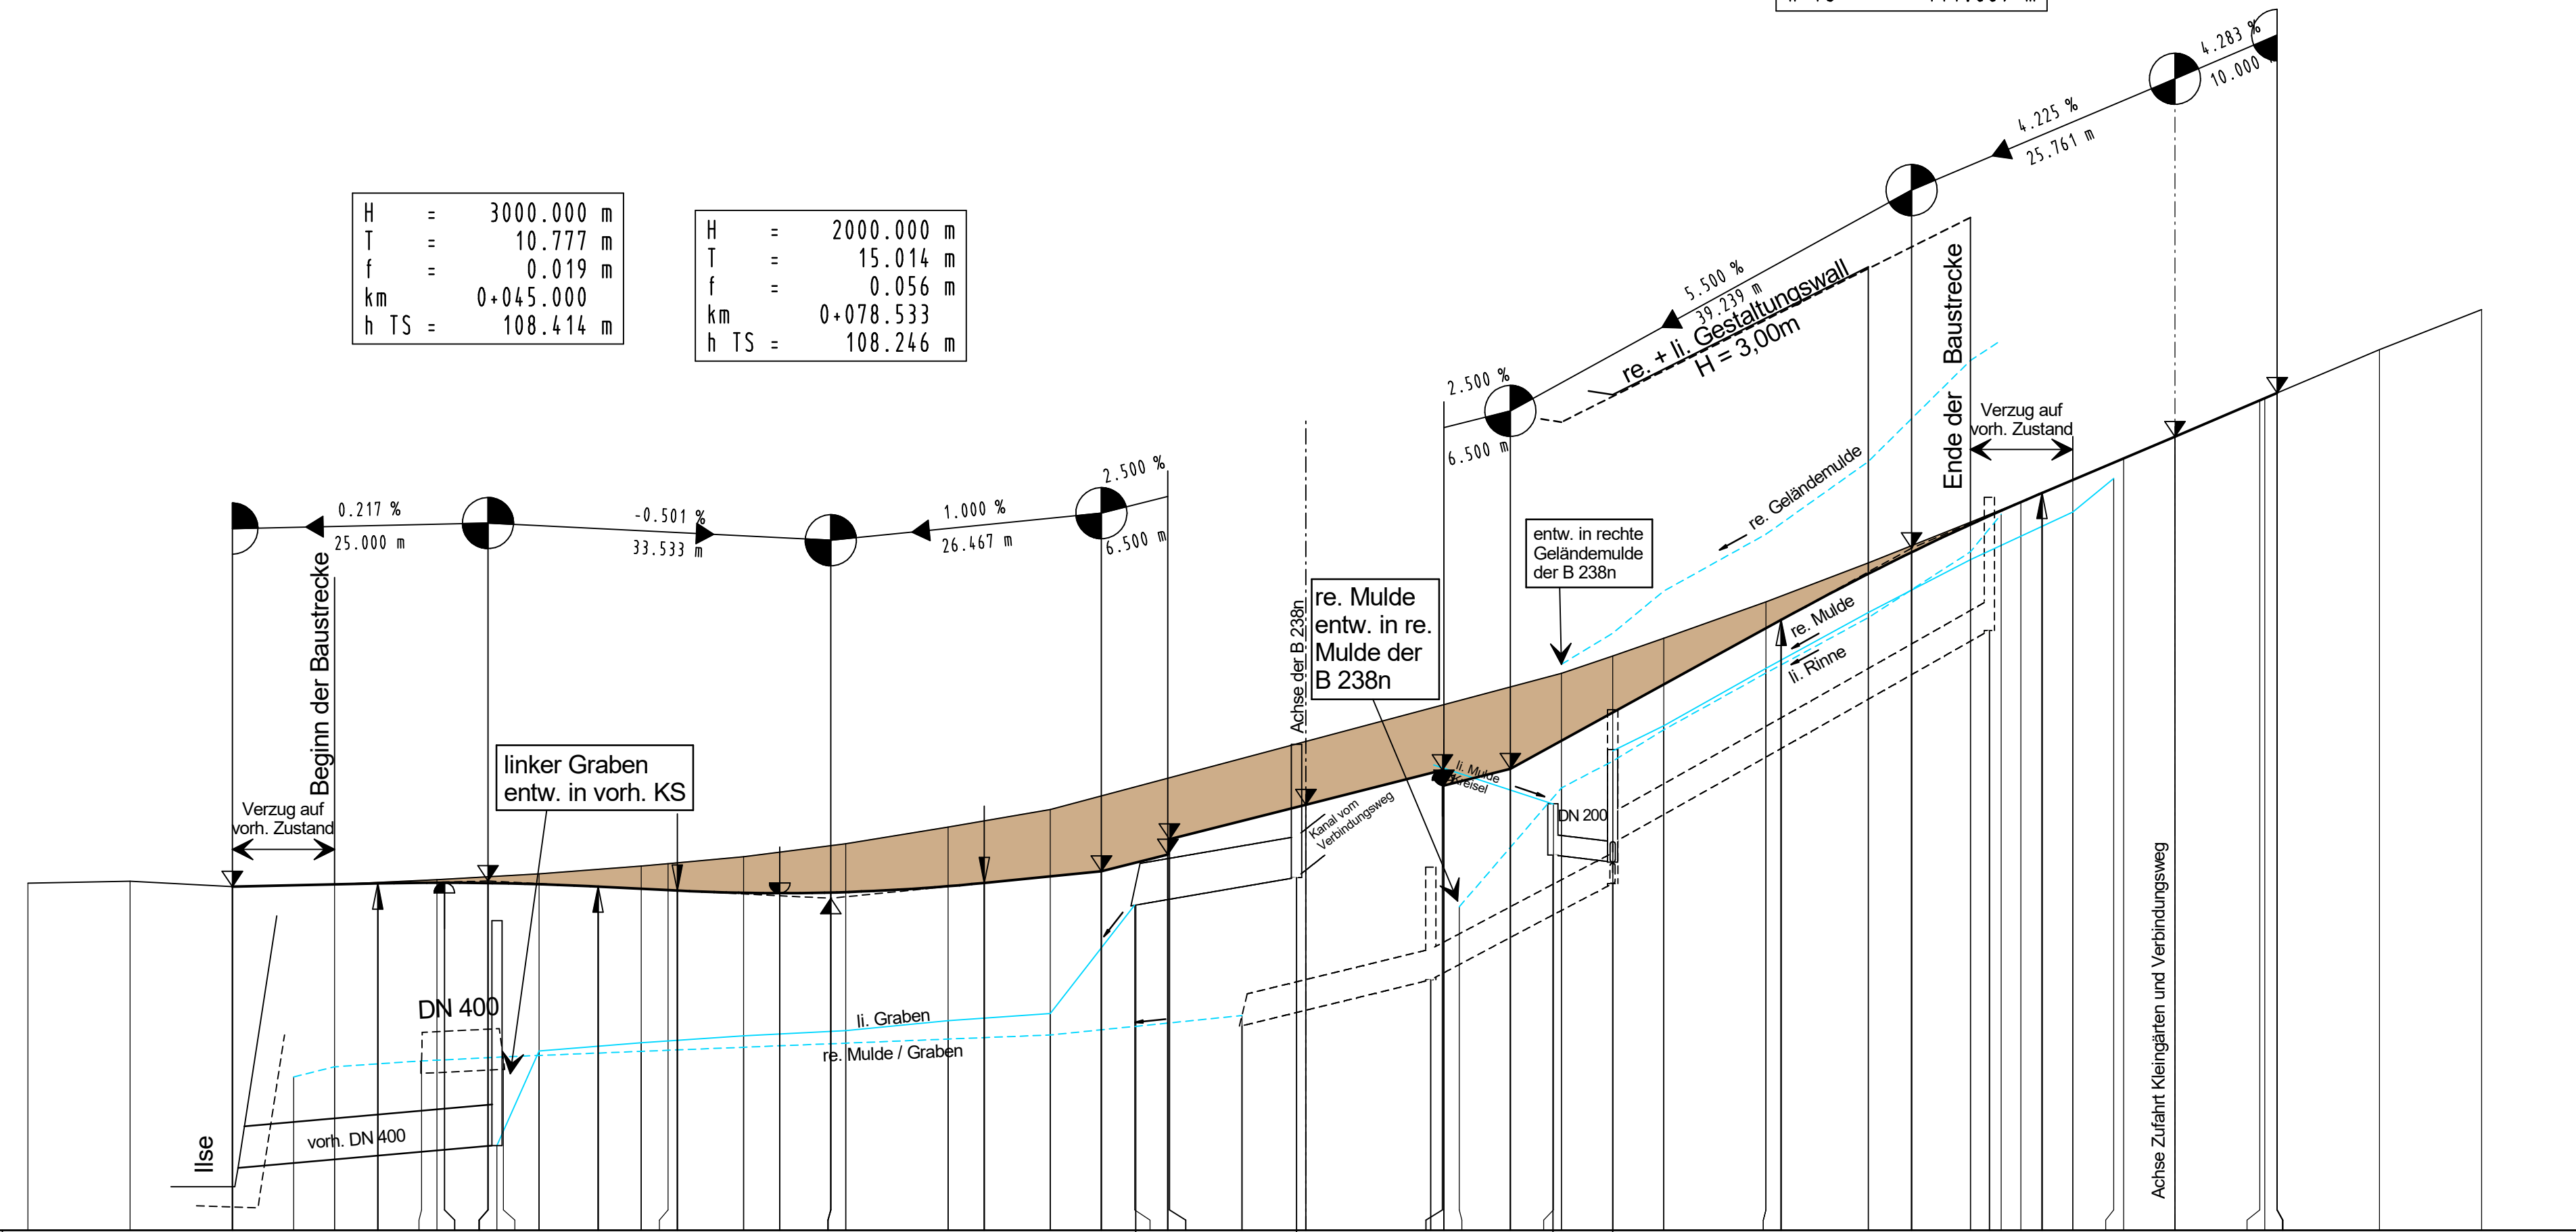 4.283 %
10.000
4.225 %
25.761 m
H = 3000.000 m
T = 10.777 m
f = 0.019 m
km 0+045.000
h TS = 108.414 m
H = 2000.000 m
T = 15.014 m
f = 0.056 m
km 0+078.533
h TS = 108.246 m
5.500 %
39.239 m
re. + li. Gestaltungswall
H = 3,00m
2.500 %
6.500 m
Ende der Baustrecke
Verzug auf
vorh. Zustand
re. Geländemulde
0.217 %
25.000 m
-0.501 %
33.533 m
1.000 %
26.467 m
2.500 %
6.500 m
entw. in rechte
Geländemulde
der B 238n
Beginn der Baustrecke
Achse der B 238n
re. Mulde
entw. in re.
Mulde der
B 238n
re. Mulde
li. Rinne
linker Graben
entw. in vorh. KS
Verzug auf
vorh. Zustand
li. Mulde
Kreisel
Kanal vom
Verbindungsweg
DN 200
DN 400
li. Graben
re. Mulde / Graben
vorh. DN 400
Ilse
Achse Zufahrt Kleingärten und Verbindungsweg